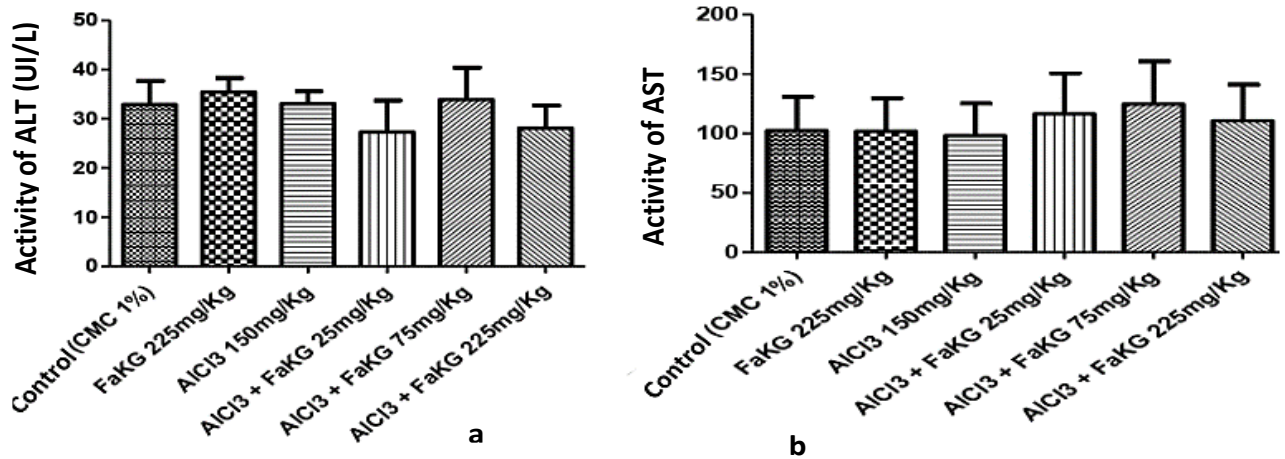 Activity of ALT (UI/L)
50
40
30
20
10
0
Control (CMC 1%)
FaKG 225mg/Kg
AlCl3 150mg/Kg
AlCl3 + FaKG 25mg/Kg
AlCl3 + FaKG 75mg/Kg
AlCl3 + FaKG 225mg/Kg
a
Activity of AST
200
150
100
50
0
Control (CMC 1%)
FaKG 225mg/Kg
AlCl3 150mg/Kg
AlCl3 + FaKG 25mg/Kg
AlCl3 + FaKG 75mg/Kg
AlCl3 + FaKG 225mg/Kg
b